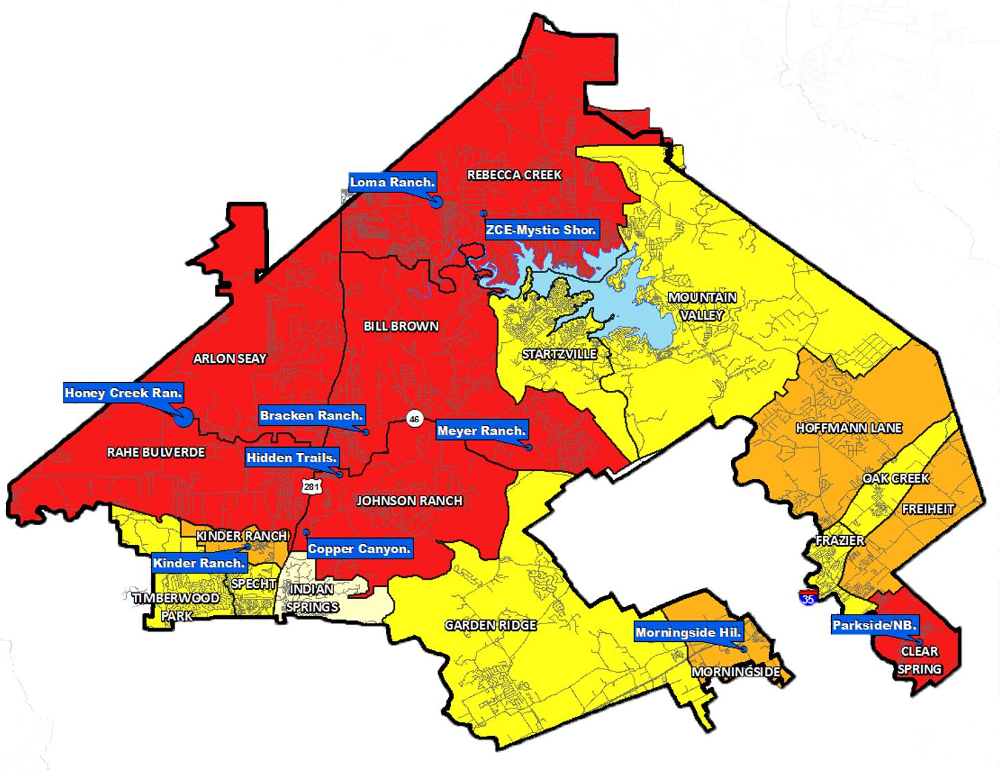 REBECCA CREEK
Loma Ranch.
ZCE-Mystic Shor.
MOUNTAIN
VALLEY
BILL BROWN
STARTZVILLE
ARLON SEAY
Honey Creek Ran.
Bracken Ranch.
46
Meyer Ranch.
HOFFMANN LANE
RAHE BULVERDE
Hidden Trails.
281
OAK CREEK
JOHNSON RANCH
FREIHEIT
KINDER RANCH
FRAZIER
Copper Canyon.
Kinder Ranch.
SPECHT
INDIAN
SPRINGS
TIMBERWOOD
PARK
35
GARDEN RIDGE
Morningside Hil.
Parkside/NB.
CLEAR
SPRING
MORNINGSIDE